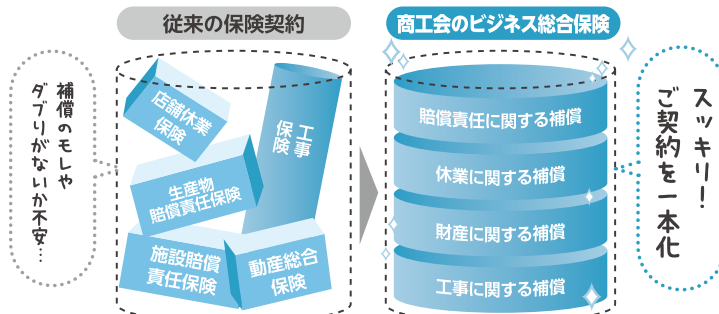 従来の保険契約
商工会のビジネス総合保険
補償のモレや
ダブりがないか不安…
店舗休業
保険
工事
保険
生産物
賠償責任保険
施設賠償
責任保険
動産総合
保険
賠償責任に関する補償
休業に関する補償
財産に関する補償
工事に関する補償
スッキリ!
ご契約を一本化